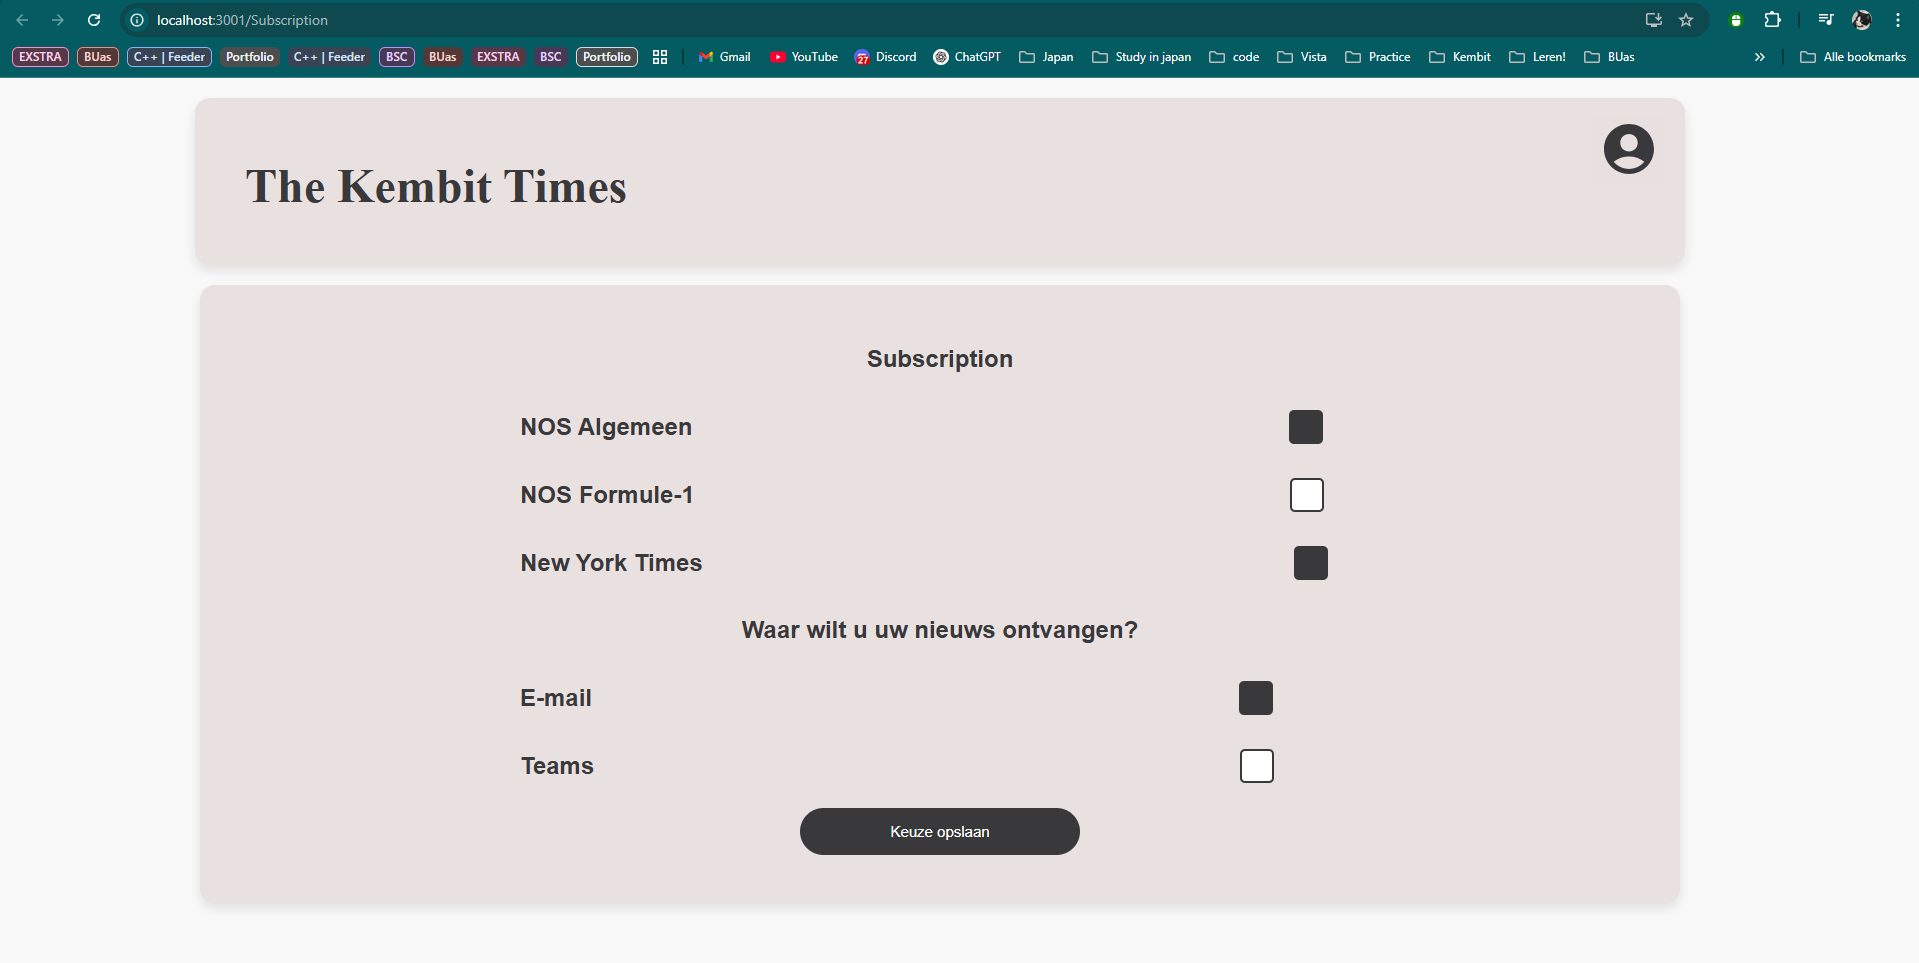 localhost:3001/Subscription
EXSTRA BUas C++ | Feeder Portfolio C++ | Feeder BSC BUas EXSTRA BSC Portfolio Gmail YouTube 27 Discord ChatGPT Japan Study in japan code Vista Practice Kembit Leren! BUas » Alle bookmarks
The Kembit Times
Subscription
NOS Algemeen
NOS Formule-1
New York Times
Waar wilt u uw nieuws ontvangen?
E-mail
Teams
Keuze opslaan